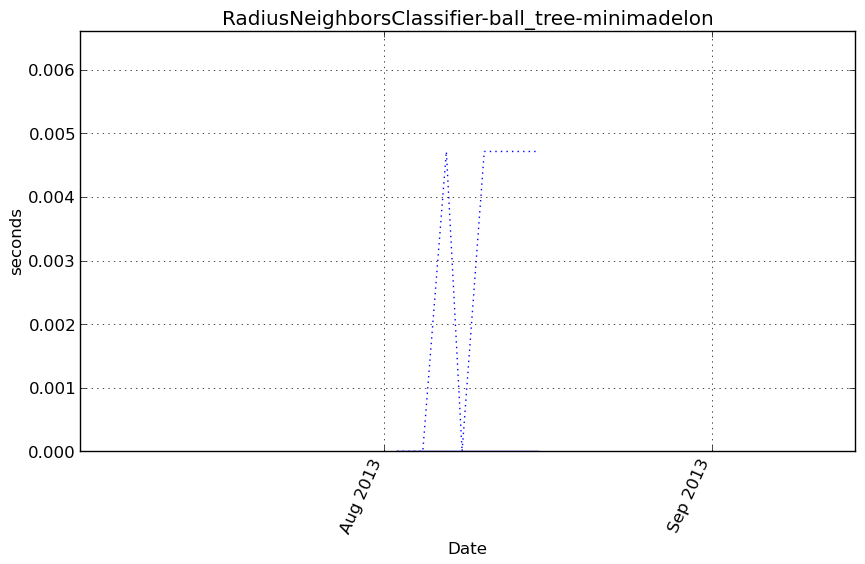 RadiusNeighborsClassifier-ball_tree-minimadelon
0.006
0.005
0.004
0.003
0.002
0.001
0.000
seconds
Aug 2013
Sep 2013
Date